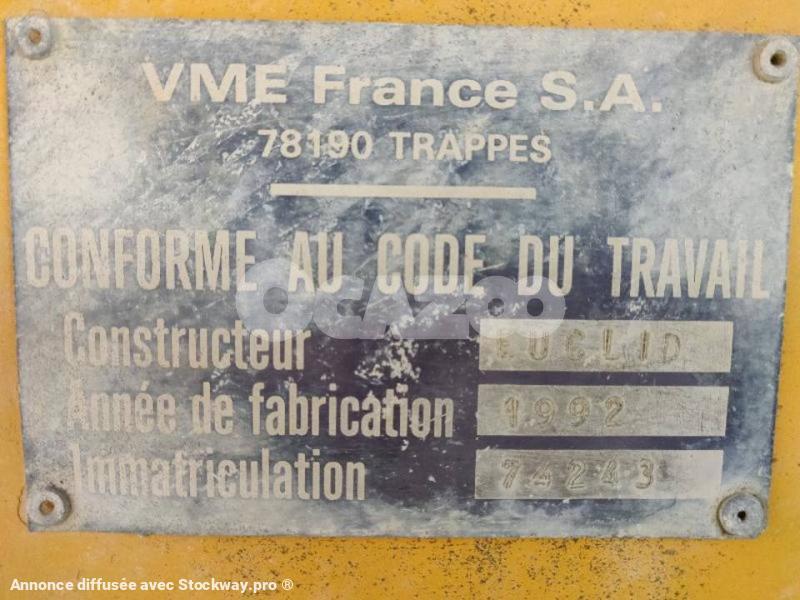 VME France S.A.
78190 TRAPPES
CONFORME AU CODE DU TRAVAIL
OCAZOO
Constructeur EUCLID
Année de fabrication 1992
Immatriculation 74243
Annonce diffusée avec Stockway.pro ®